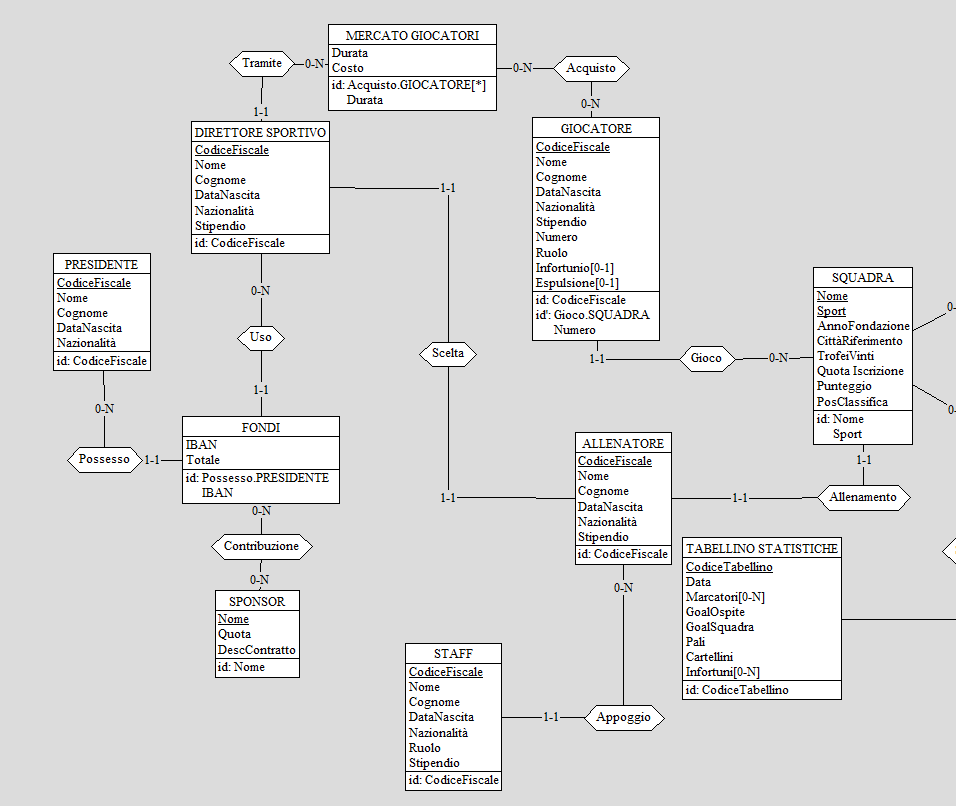 MERCATO GIOCATORI
Durata
Costo
id: Acquisto.GIOCATORE[*]
Durata
Tramite
0-N
0-N
Acquisto
1-1
0-N
DIRETTORE SPORTIVO
CodiceFiscale
Nome
Cognome
DataNascita
Nazionalità
Stipendio
id: CodiceFiscale
GIOCATORE
CodiceFiscale
Nome
Cognome
DataNascita
Nazionalità
Stipendio
Numero
Ruolo
Infortunio[0-1]
Espulsione[0-1]
id: CodiceFiscale
id': Gioco.SQUADRA
Numero
1-1
PRESIDENTE
CodiceFiscale
Nome
Cognome
DataNascita
Nazionalità
id: CodiceFiscale
0-N
Uso
1-1
Scelta
1-1
Gioco
0-N
SQUADRA
Nome
Sport
AnnoFondazione
CittàRiferimento
TrofeiVinti
Quota Iscrizione
Punteggio
PosClassifica
id: Nome
Sport
0-
0-
0-N
Possesso
1-1
FONDI
IBAN
Totale
id: Possesso.PRESIDENTE
IBAN
0-N
Contribuzione
0-N
SPONSOR
Nome
Quota
DescContratto
id: Nome
1-1
ALLENATORE
CodiceFiscale
Nome
Cognome
DataNascita
Nazionalità
Stipendio
id: CodiceFiscale
1-1
1-1
Allenamento
0-N
TABELLINO STATISTICHE
CodiceTabellino
Data
Marcatori[0-N]
GoalOspite
GoalSquadra
Pali
Cartellini
Infortuni[0-N]
id: CodiceTabellino
STAFF
CodiceFiscale
Nome
Cognome
DataNascita
Nazionalità
Ruolo
Stipendio
id: CodiceFiscale
1-1
Appoggio